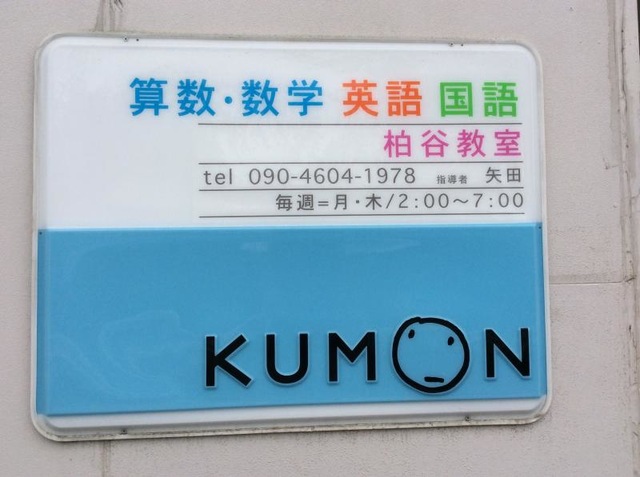 算数・数学 英語 国語
柏谷教室
tel 090-4604-1978 指導者 矢田
毎週=月・木/2:00〜7:00
KUMON